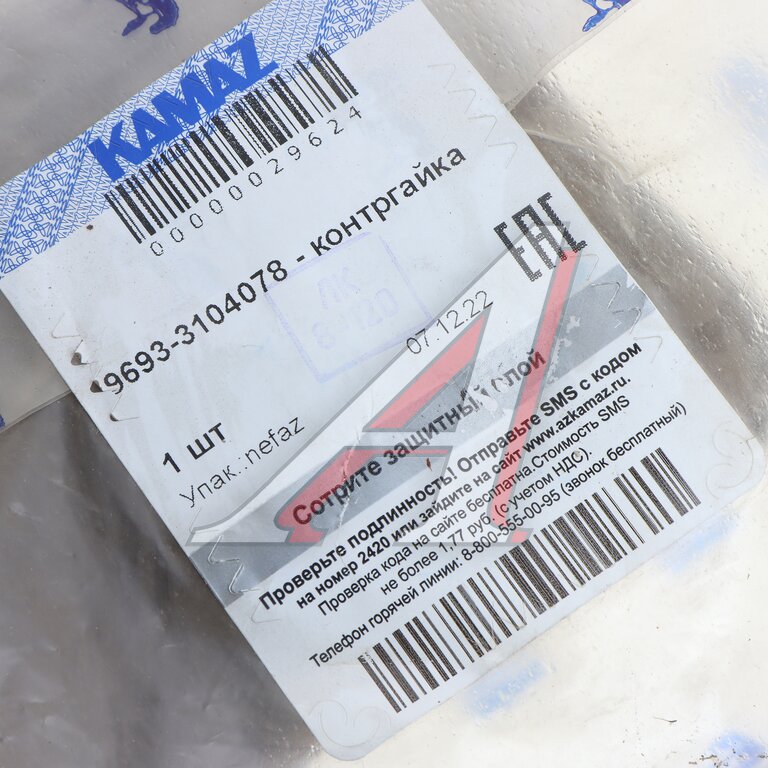 KAMAZ
00000029624
9693-3104078 - контргайка
ЕАС
07.12.22
1 шт
Упак.:nefaz
Сотрите защитный слой
Проверьте подлинность! Отправьте SMS с кодом
на номер 2420 или зайдите на сайт www.azkamaz.ru.
Проверка кода на сайте бесплатна.Стоимость SMS
не более 1,77 руб (с учетом НДС).
Телефон горячей линии: 8-800-555-00-95 (звонок бесплатный)